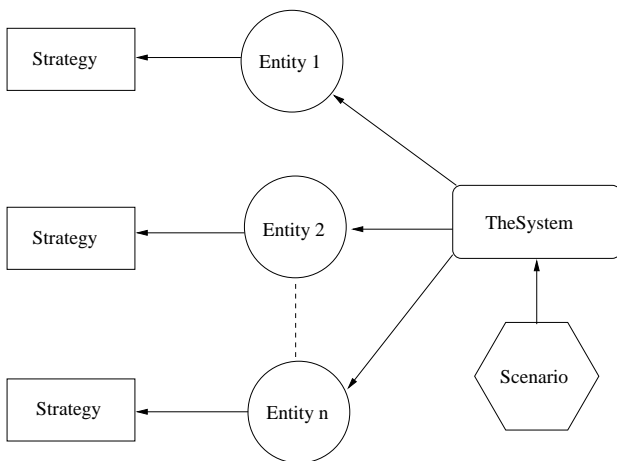 Strategy
Entity 1
Strategy
Entity 2
TheSystem
Scenario
Strategy
Entity n